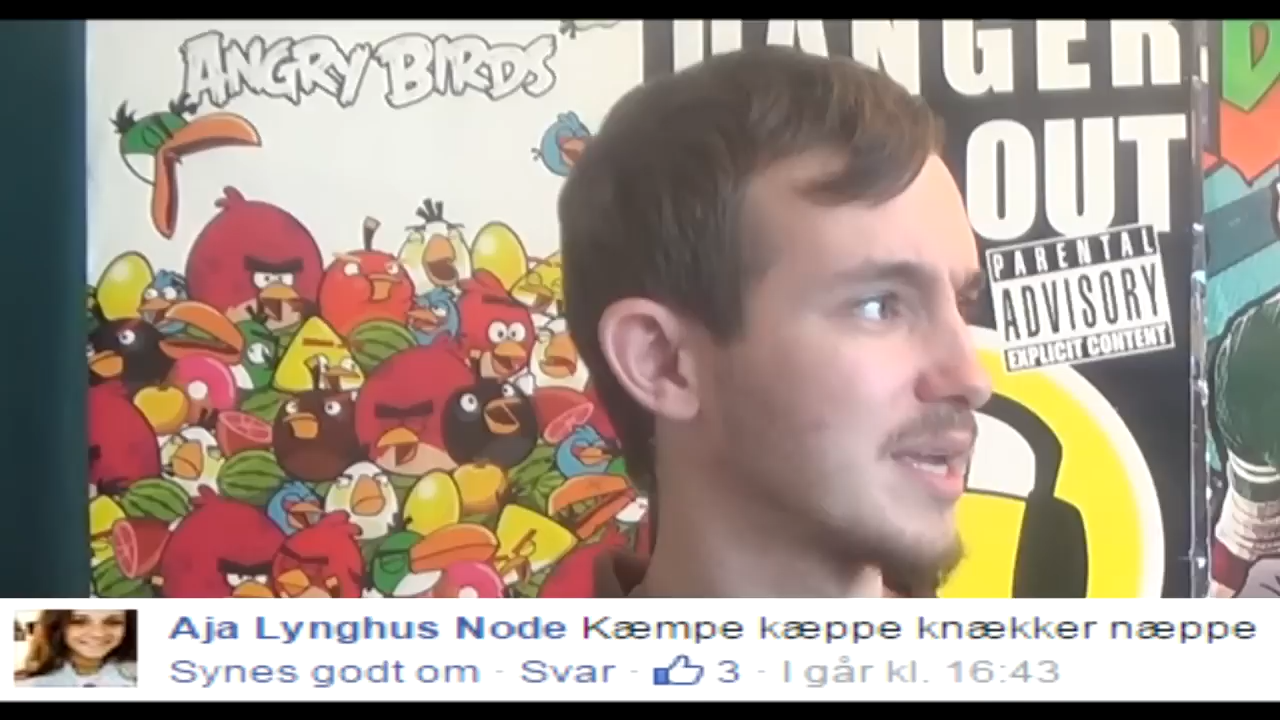 ANGRY BIRDS
DANGER
OUT
PARENTAL
ADVISORY
EXPLICIT CONTENT
Aja Lynghus Node Kæmpe kæppe knækker næppe
Synes godt om · Svar · 3 · I går kl. 16:43